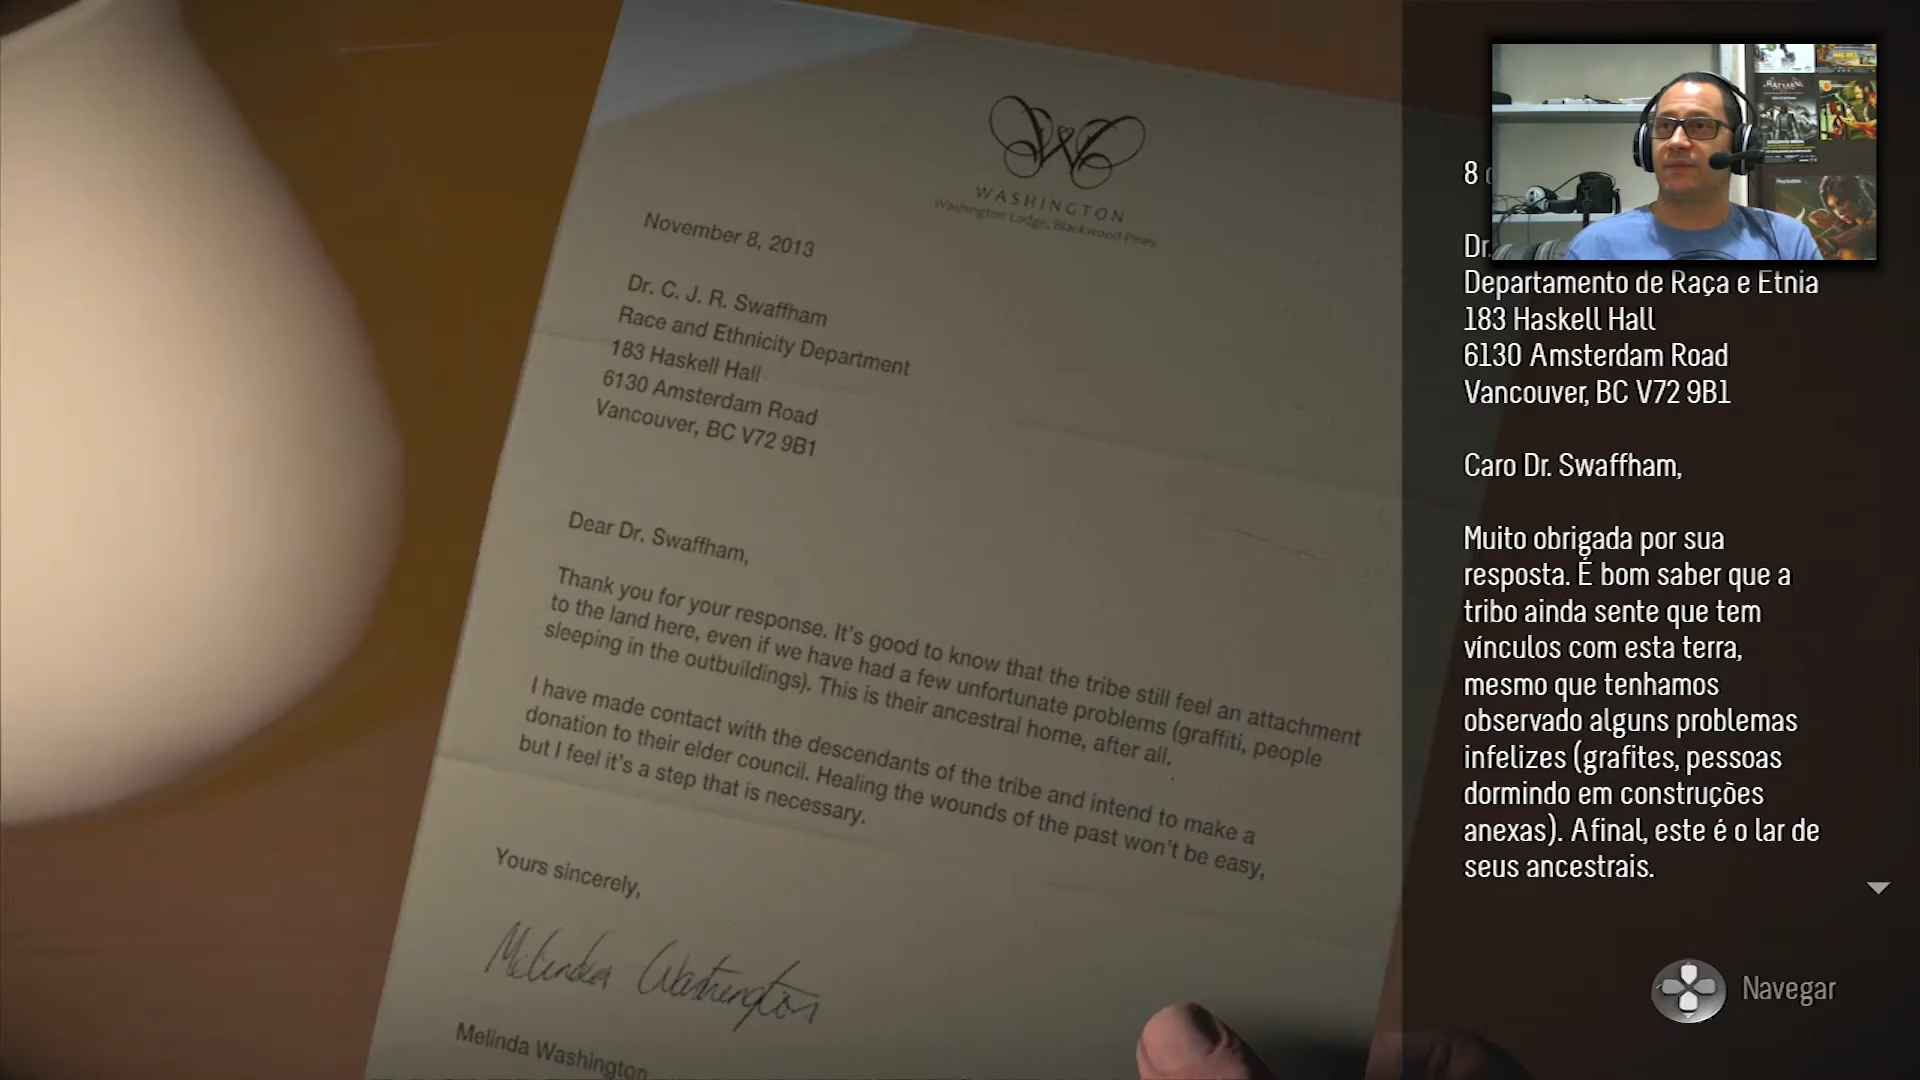 WASHINGTON
Washington Lodge, Blackwood Pines
November 8, 2013
Dr. C. J. R. Swaffham
Race and Ethnicity Department
183 Haskell Hall
6130 Amsterdam Road
Vancouver, BC V72 9B1
Dear Dr. Swaffham,
Thank you for your response. It's good to know that the tribe still feel an attachment
to the land here, even if we have had a few unfortunate problems (graffiti, people
sleeping in the outbuildings). This is their ancestral home, after all.
I have made contact with the descendants of the tribe and intend to make a
donation to their elder council. Healing the wounds of the past won't be easy,
but I feel it's a step that is necessary.
Yours sincerely,
Melinda Washington
Melinda Washington
8
Dr.
Departamento de Raça e Etnia
183 Haskell Hall
6130 Amsterdam Road
Vancouver, BC V72 9B1
Caro Dr. Swaffham,
Muito obrigada por sua
resposta. É bom saber que a
tribo ainda sente que tem
vínculos com esta terra,
mesmo que tenhamos
observado alguns problemas
infelizes (grafites, pessoas
dormindo em construções
anexas). Afinal, este é o lar de
seus ancestrais.
Navegar
BATMAN